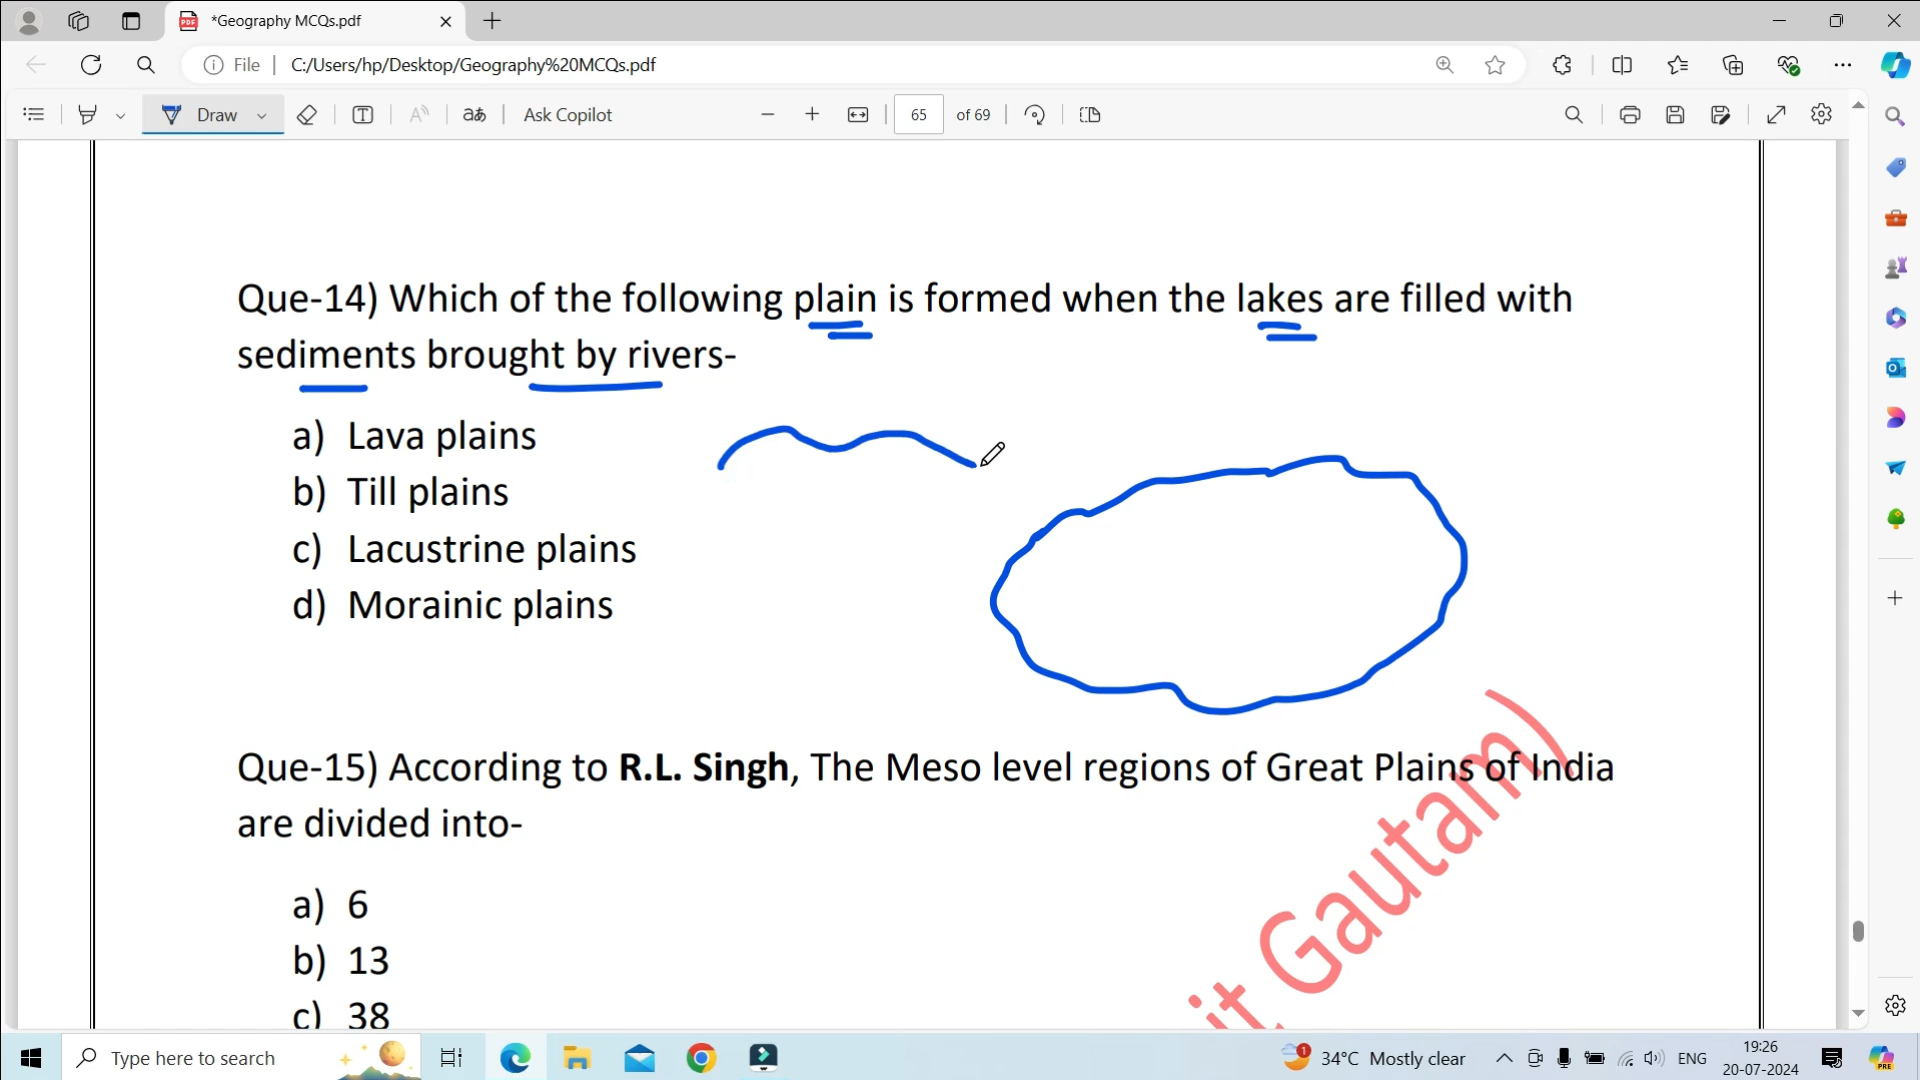 *Geography MCQs.pdf
File
C:/Users/hp/Desktop/Geography%20MCQs.pdf
Draw
Ask Copilot
65 of 69
Que-14) Which of the following plain is formed when the lakes are filled with
sediments brought by rivers-
a) Lava plains
b) Till plains
c) Lacustrine plains
d) Morainic plains
Que-15) According to R.L. Singh, The Meso level regions of Great Plains of India
are divided into-
a) 6
b) 13
c) 38
it Gautam)
Type here to search
1
34°C Mostly clear
ENG
19:26
20-07-2024
PRE